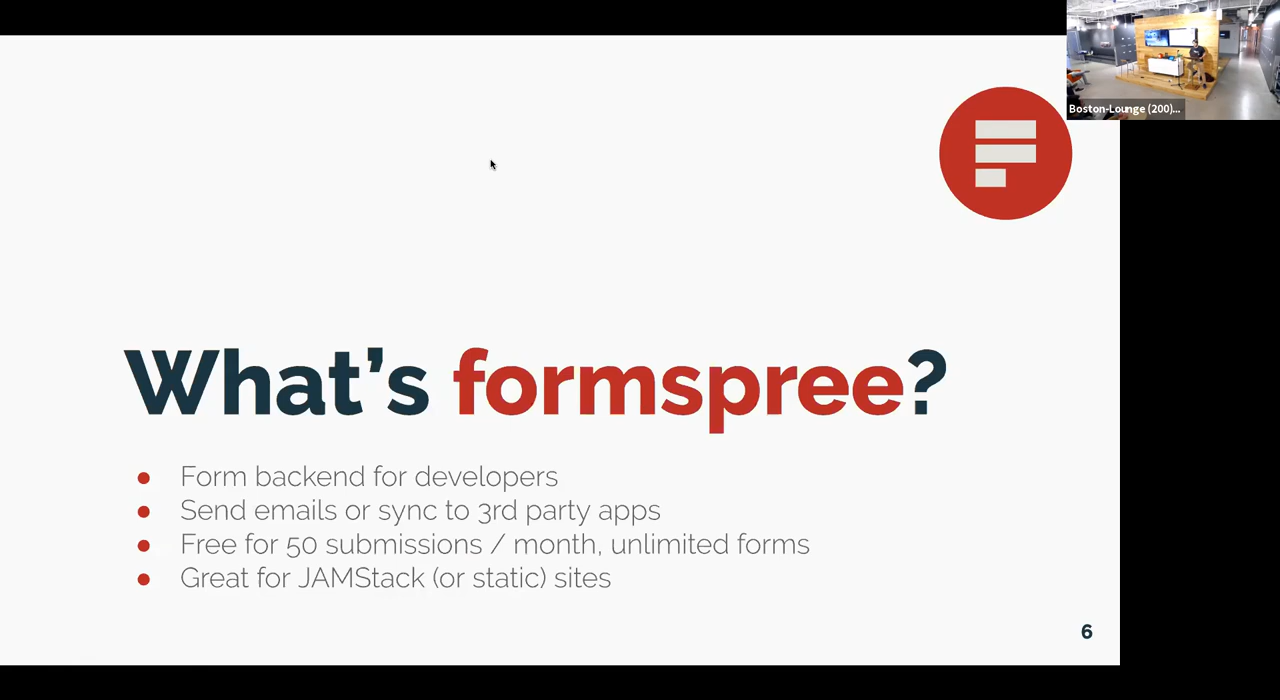 Boston-Lounge (200)...
What's formspree?
● Form backend for developers
● Send emails or sync to 3rd party apps
● Free for 50 submissions / month, unlimited forms
● Great for JAMStack (or static) sites
6